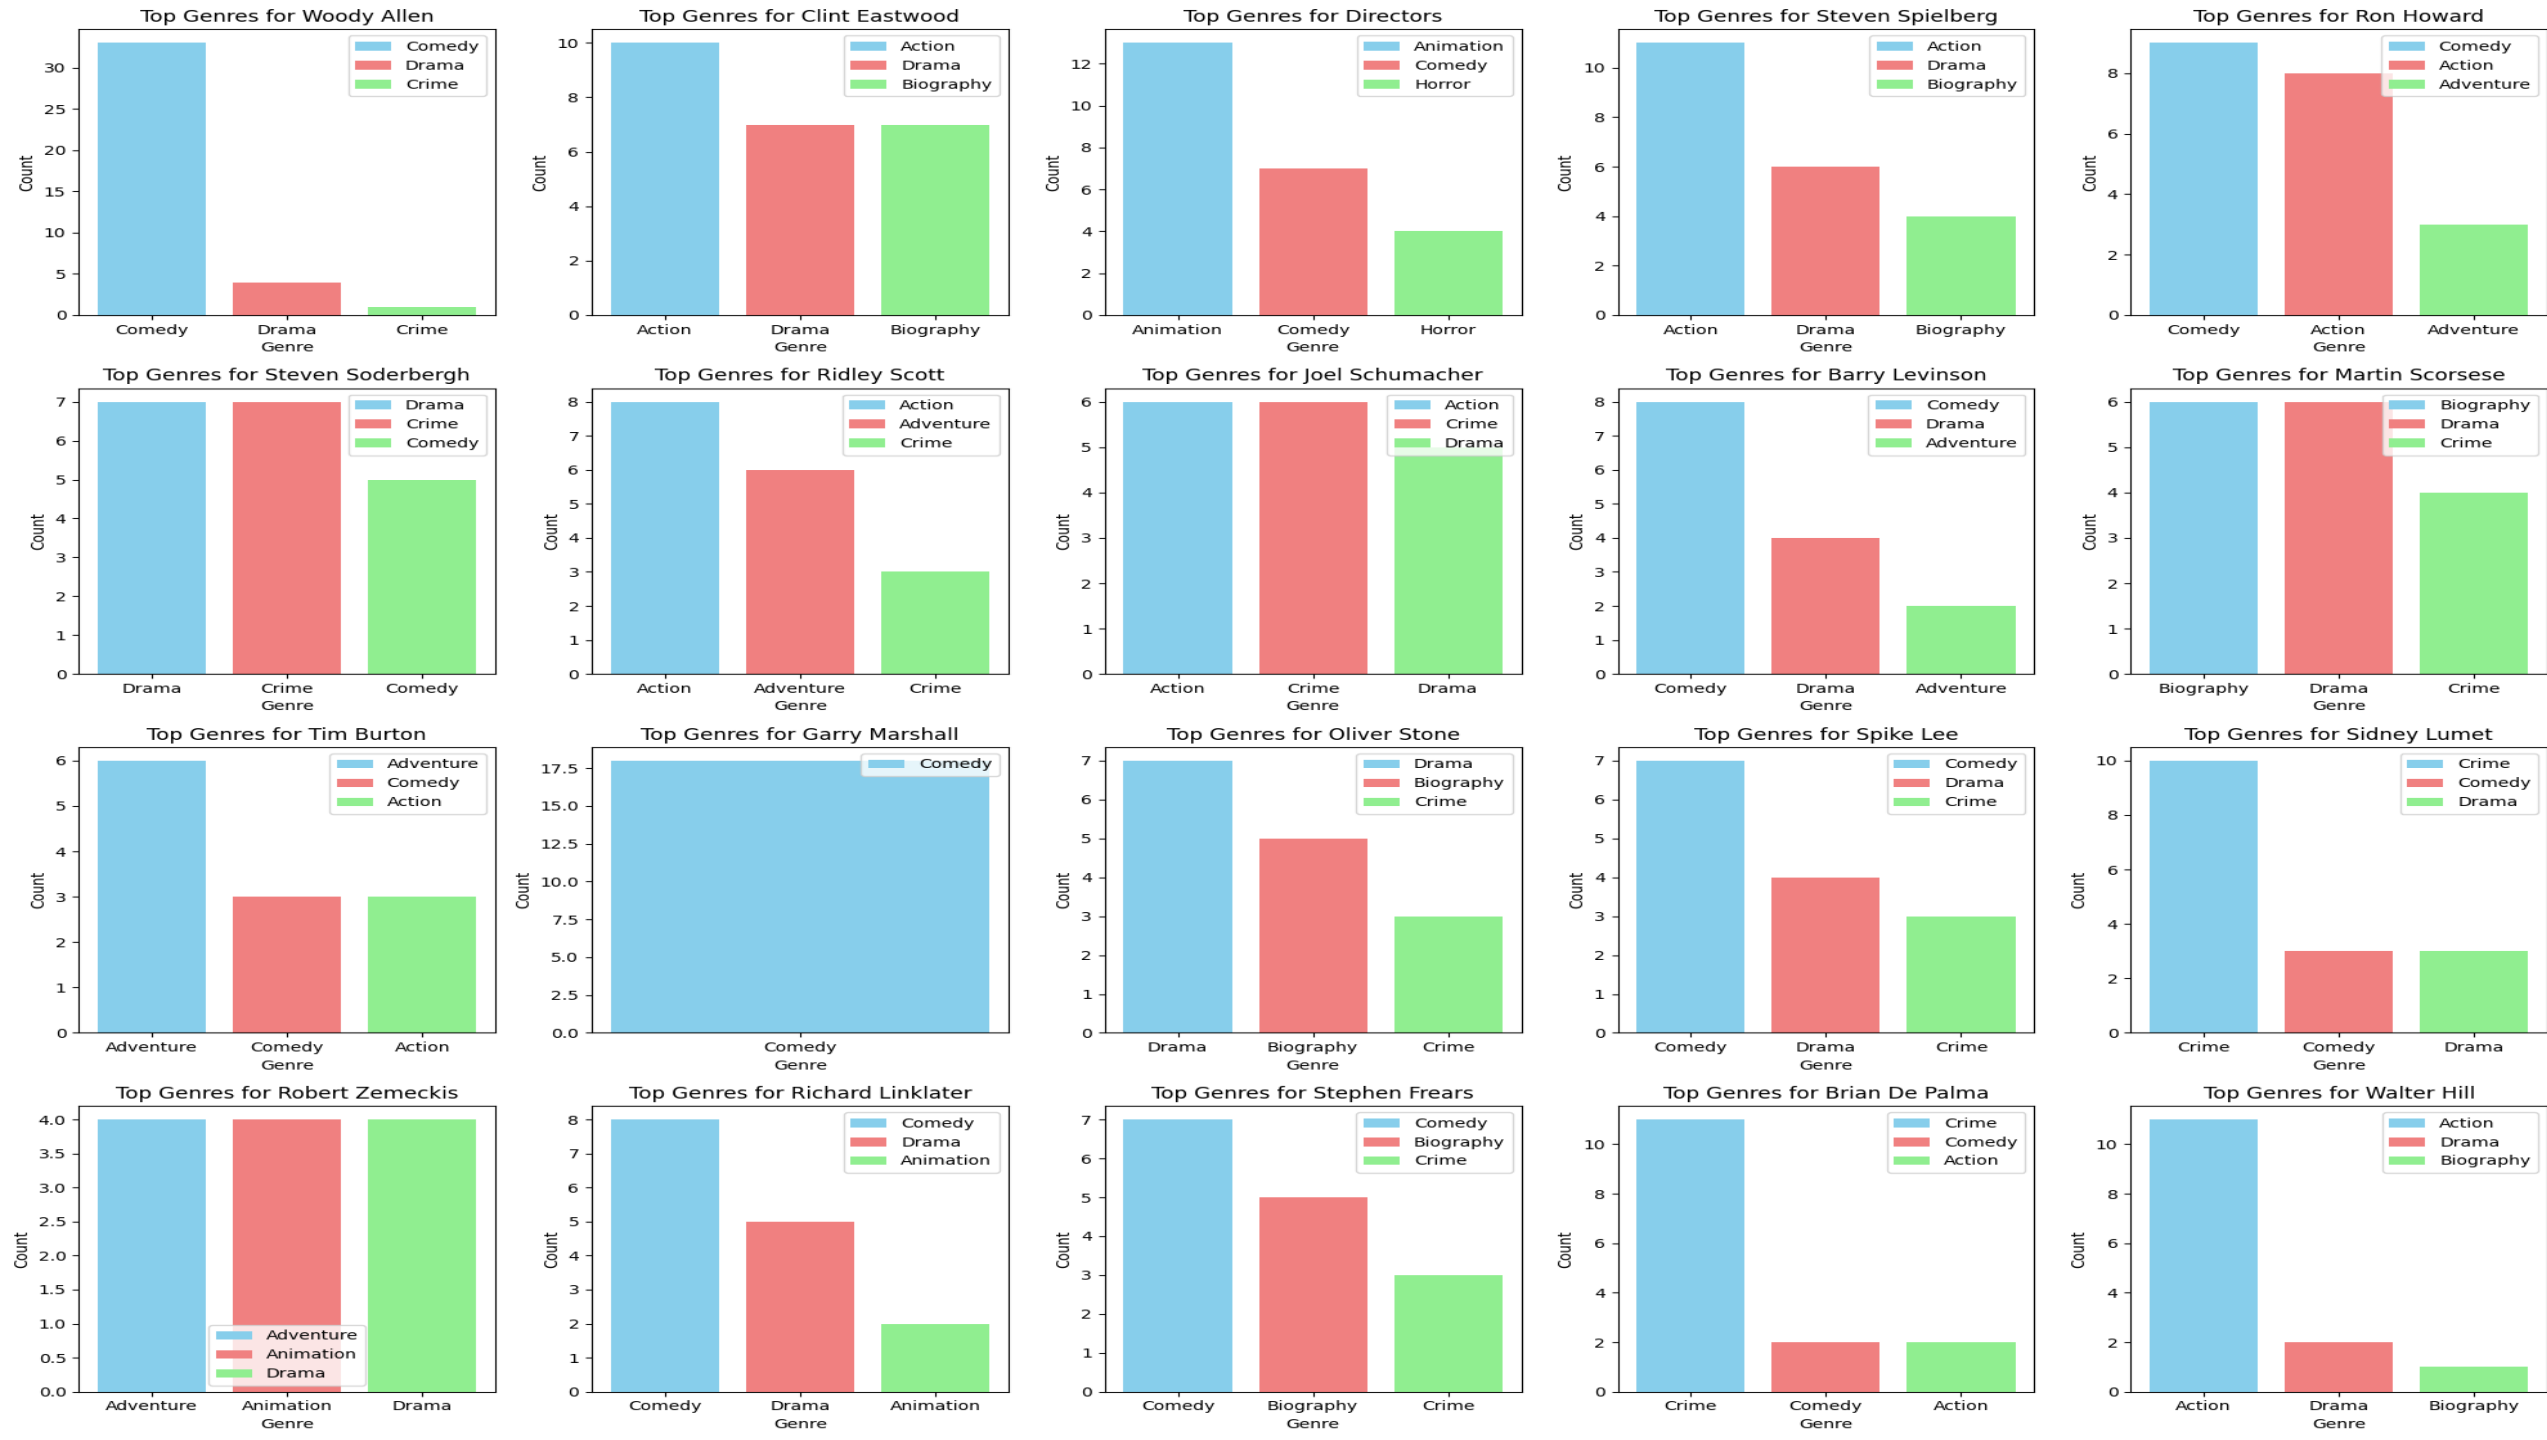 Top Genres for Woody Allen
Comedy
Drama
Crime
30
25
20
15
10
5
0
Count
Comedy Drama Crime
Genre
Top Genres for Clint Eastwood
Action
Drama
Biography
10
8
6
4
2
0
Count
Action Drama Biography
Genre
Top Genres for Directors
Animation
Comedy
Horror
12
10
8
6
4
2
0
Count
Animation Comedy Horror
Genre
Top Genres for Steven Spielberg
Action
Drama
Biography
10
8
6
4
2
0
Count
Action Drama Biography
Genre
Top Genres for Ron Howard
Comedy
Action
Adventure
8
6
4
2
0
Count
Comedy Action Adventure
Genre
Top Genres for Steven Soderbergh
Drama
Crime
Comedy
7
6
5
4
3
2
1
0
Count
Drama Crime Comedy
Genre
Top Genres for Ridley Scott
Action
Adventure
Crime
8
7
6
5
4
3
2
1
0
Count
Action Adventure Crime
Genre
Top Genres for Joel Schumacher
Action
Crime
Drama
6
5
4
3
2
1
0
Count
Action Crime Drama
Genre
Top Genres for Barry Levinson
Comedy
Drama
Adventure
8
7
6
5
4
3
2
1
0
Count
Comedy Drama Adventure
Genre
Top Genres for Martin Scorsese
Biography
Drama
Crime
6
5
4
3
2
1
0
Count
Biography Drama Crime
Genre
Top Genres for Tim Burton
Adventure
Comedy
Action
6
5
4
3
2
1
0
Count
Adventure Comedy Action
Genre
Top Genres for Garry Marshall
Comedy
17.5
15.0
12.5
10.0
7.5
5.0
2.5
0.0
Count
Comedy
Genre
Top Genres for Oliver Stone
Drama
Biography
Crime
7
6
5
4
3
2
1
0
Count
Drama Biography Crime
Genre
Top Genres for Spike Lee
Comedy
Drama
Crime
7
6
5
4
3
2
1
0
Count
Comedy Drama Crime
Genre
Top Genres for Sidney Lumet
Crime
Comedy
Drama
10
8
6
4
2
0
Count
Crime Comedy Drama
Genre
Top Genres for Robert Zemeckis
4.0
3.5
3.0
2.5
2.0
1.5
1.0
0.5
0.0
Count
Adventure
Animation
Drama
Adventure Animation Drama
Genre
Top Genres for Richard Linklater
Comedy
Drama
Animation
8
7
6
5
4
3
2
1
0
Count
Comedy Drama Animation
Genre
Top Genres for Stephen Frears
Comedy
Biography
Crime
7
6
5
4
3
2
1
0
Count
Comedy Biography Crime
Genre
Top Genres for Brian De Palma
Crime
Comedy
Action
10
8
6
4
2
0
Count
Crime Comedy Action
Genre
Top Genres for Walter Hill
Action
Drama
Biography
10
8
6
4
2
0
Count
Action Drama Biography
Genre